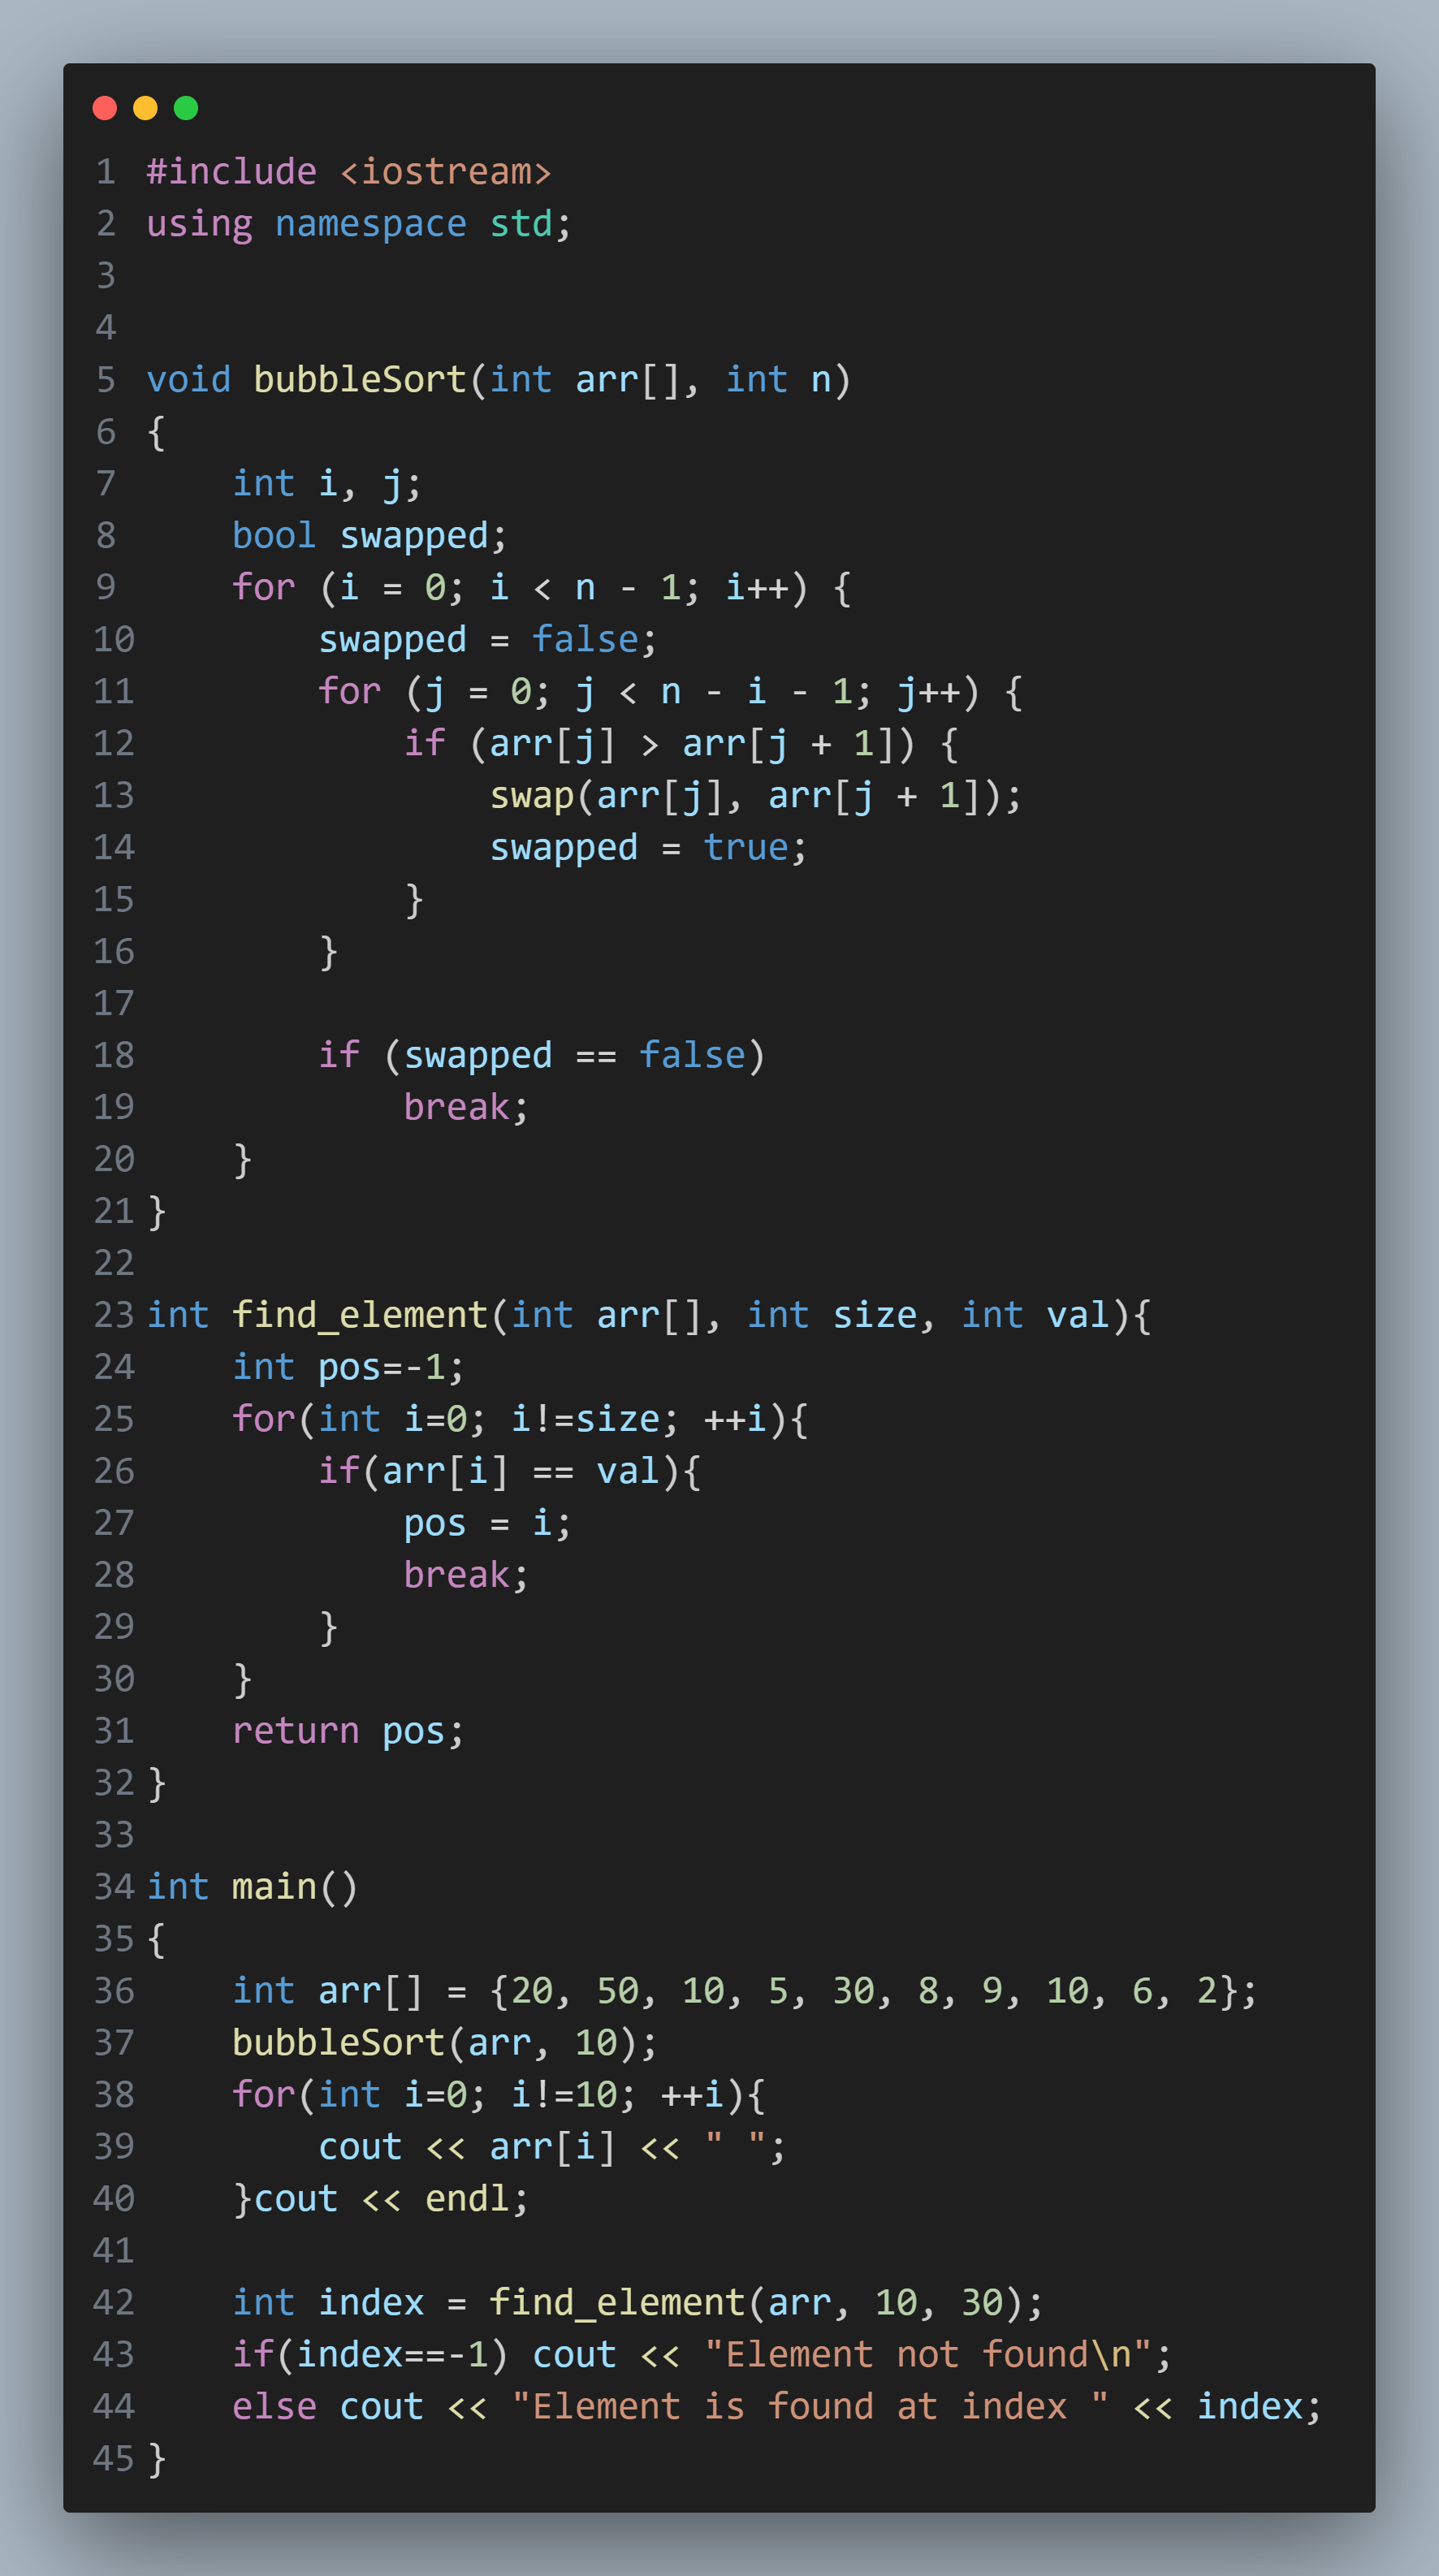 1 #include <iostream>
2 using namespace std;
3
4
5 void bubbleSort(int arr[], int n)
6 {
7     int i, j;
8     bool swapped;
9     for (i = 0; i < n - 1; i++) {
10         swapped = false;
11         for (j = 0; j < n - i - 1; j++) {
12             if (arr[j] > arr[j + 1]) {
13                 swap(arr[j], arr[j + 1]);
14                 swapped = true;
15             }
16         }
17
18         if (swapped == false)
19             break;
20     }
21 }
22
23 int find_element(int arr[], int size, int val){
24     int pos=-1;
25     for(int i=0; i!=size; ++i){
26         if(arr[i] == val){
27             pos = i;
28             break;
29         }
30     }
31     return pos;
32 }
33
34 int main()
35 {
36     int arr[] = {20, 50, 10, 5, 30, 8, 9, 10, 6, 2};
37     bubbleSort(arr, 10);
38     for(int i=0; i!=10; ++i){
39         cout << arr[i] << " ";
40     }cout << endl;
41
42     int index = find_element(arr, 10, 30);
43     if(index==-1) cout << "Element not found\n";
44     else cout << "Element is found at index " << index;
45 }